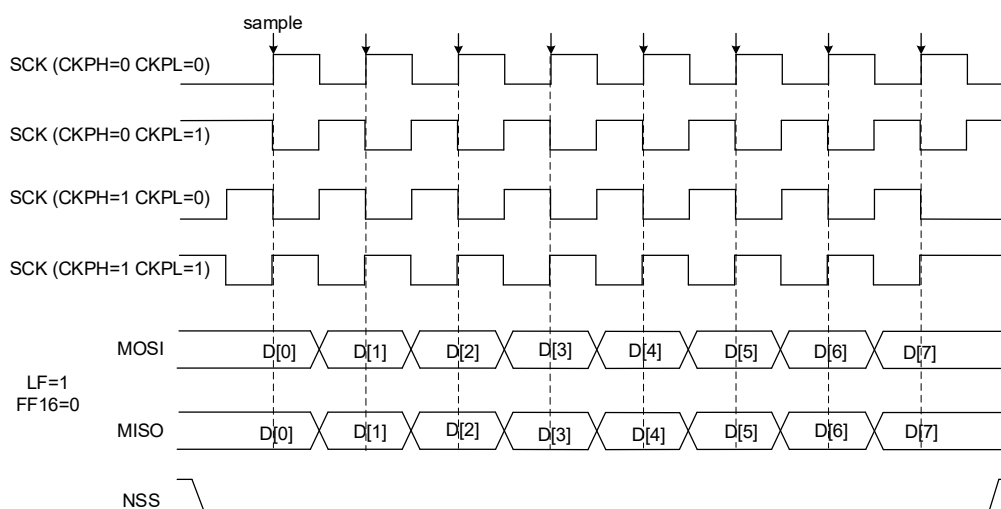 sample
SCK (CKPH=0 CKPL=0)
SCK (CKPH=0 CKPL=1)
SCK (CKPH=1 CKPL=0)
SCK (CKPH=1 CKPL=1)
MOSI D[0] D[1] D[2] D[3] D[4] D[5] D[6] D[7]
LF=1
FF16=0
MISO D[0] D[1] D[2] D[3] D[4] D[5] D[6] D[7]
NSS